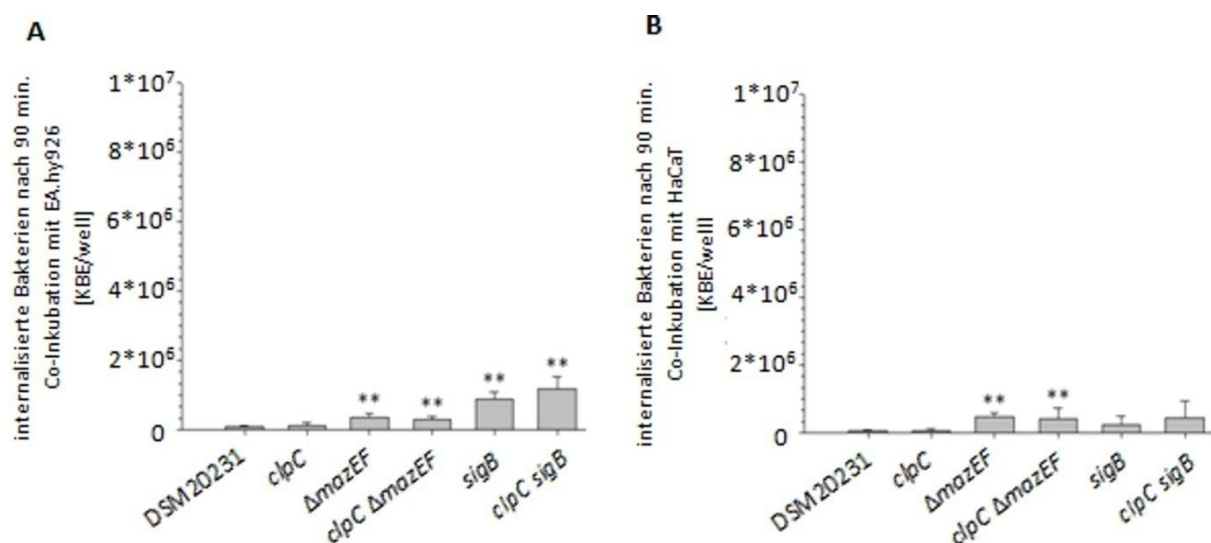 A
internalisierte Bakterien nach 90 min.
Co-Inkubation mit EA.hy926
[KBE/well]
1*10⁷
8*10⁶
6*10⁶
4*10⁶
2*10⁶
0
**
**
**
**
DSM20231
clpC
ΔmazEF
clpC ΔmazEF
sigB
clpC sigB
B
internalisierte Bakterien nach 90 min.
Co-Inkubation mit HaCaT
[KBE/well]
1*10⁷
8*10⁶
6*10⁶
4*10⁶
2*10⁶
0
**
**
DSM20231
clpC
ΔmazEF
clpC ΔmazEF
sigB
clpC sigB